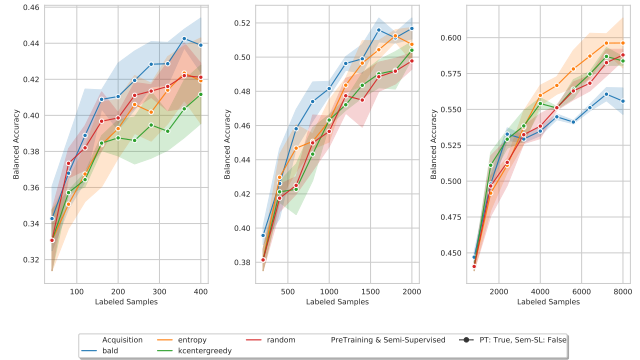 0.46
0.44
0.42
0.40
0.38
0.36
0.34
0.32
Balanced Accuracy
100 200 300 400
Labeled Samples
0.52
0.50
0.48
0.46
0.44
0.42
0.40
0.38
Balanced Accuracy
500 1000 1500 2000
Labeled Samples
0.600
0.575
0.550
0.525
0.500
0.475
0.450
Balanced Accuracy
2000 4000 6000 8000
Labeled Samples
Acquisition entropy random PreTraining & Semi-Supervised PT: True, Sem-SL: False
bald kcentergreedy